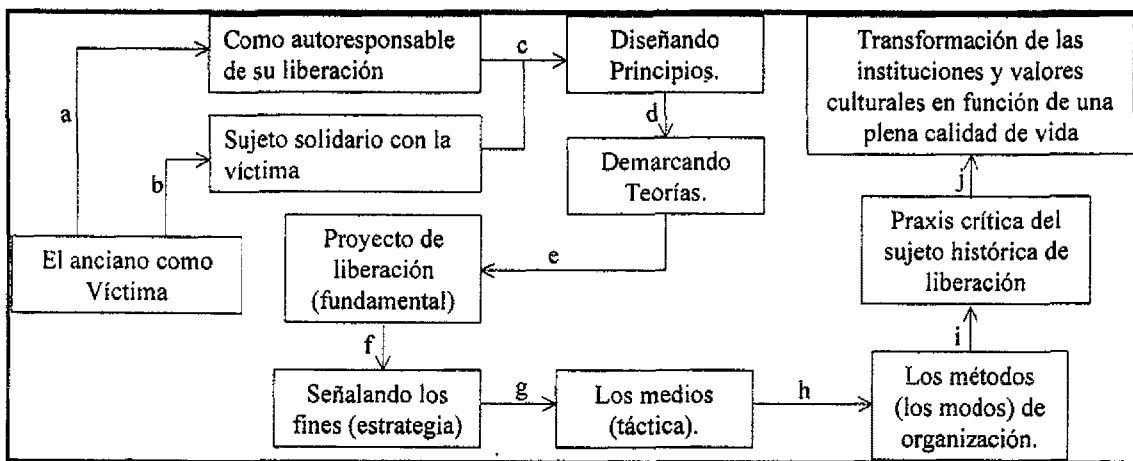 Como autoresponsable
de su liberación
c
Diseñando
Principios.
Transformación de las
instituciones y valores
culturales en función de una
plena calidad de vida
a
d
Sujeto solidario con la
víctima
b
Demarcando
Teorías.
j
El anciano como
Víctima
Proyecto de
liberación
(fundamental)
e
Praxis crítica del
sujeto histórica de
liberación
f
i
Señalando los
fines (estrategia)
g
Los medios
(táctica).
h
Los métodos
(los modos) de
organización.